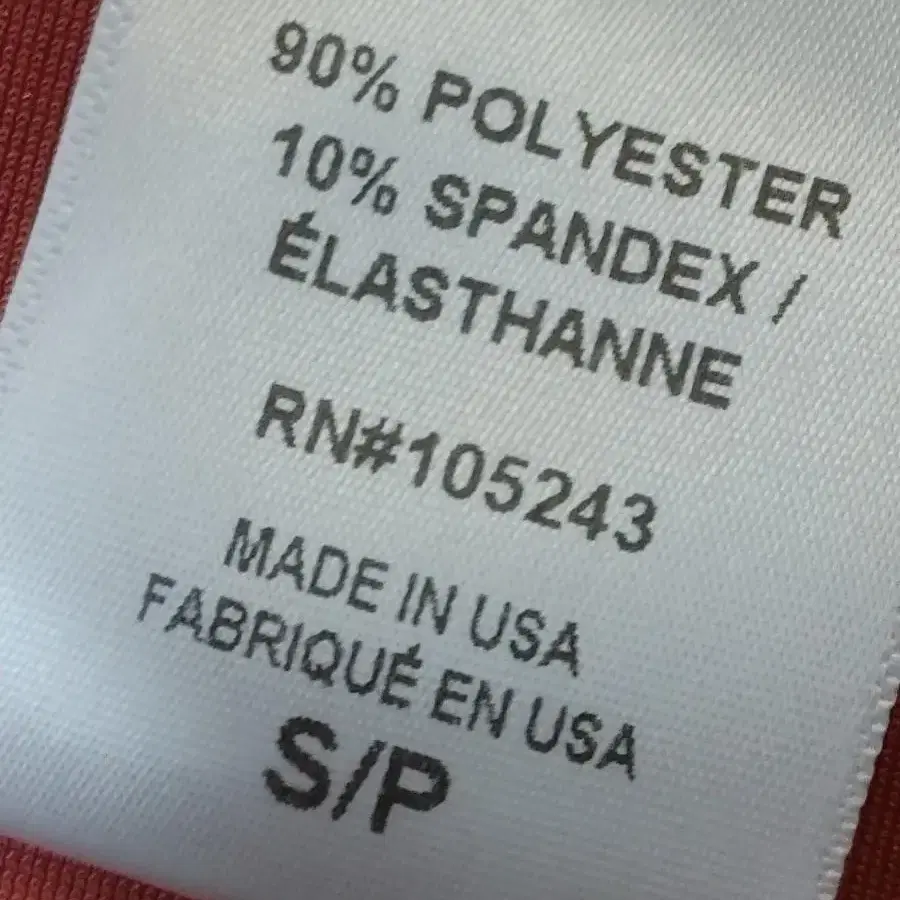 90% POLYESTER
10% SPANDEX /
ÉLASTHANNE
RN#105243
MADE IN USA
FABRIQUÉ EN USA
S/P